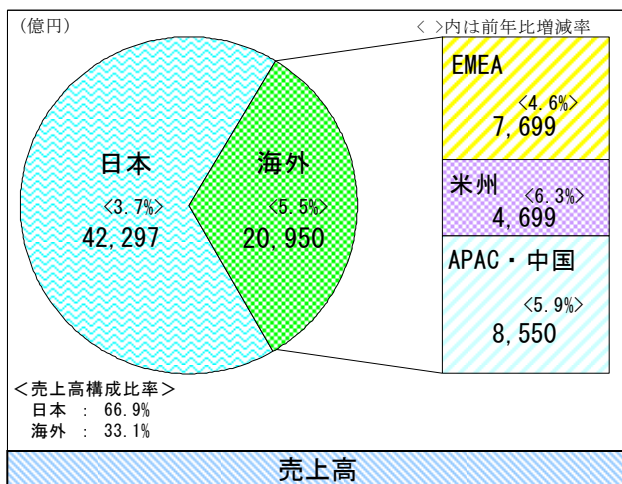 (億円)
< >内は前年比増減率
日本
<3.7%>
42,297
海外
<5.5%>
20,950
EMEA
<4.6%>
7,699
米州
<6.3%>
4,699
APAC・中国
<5.9%>
8,550
＜売上高構成比率＞
日本 : 66.9%
海外 : 33.1%
売上高